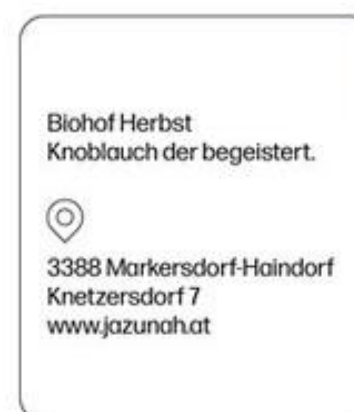 Biohof Herbst
Knoblauch der begeistert.
3388 Markersdorf-Haindorf
Knetzersdorf 7
www.jazunah.at